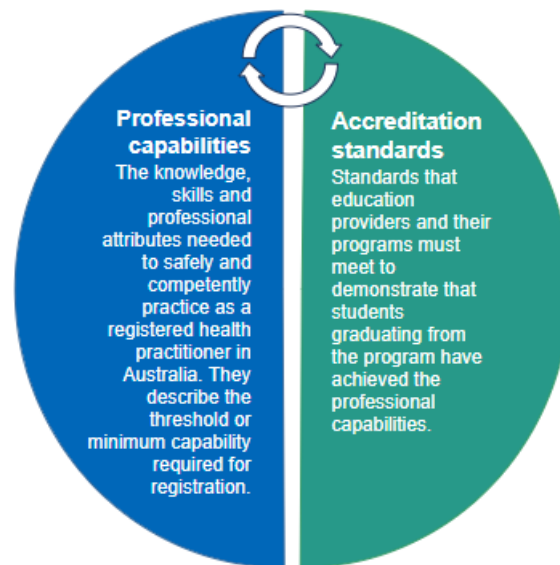 Professional
capabilities
The knowledge,
skills and
professional
attributes needed
to safely and
competently
practice as a
registered health
practitioner in
Australia. They
describe the
threshold or
minimum capability
required for
registration.
Accreditation
standards
Standards that
education
providers and their
programs must
meet to
demonstrate that
students
graduating from
the program have
achieved the
professional
capabilities.